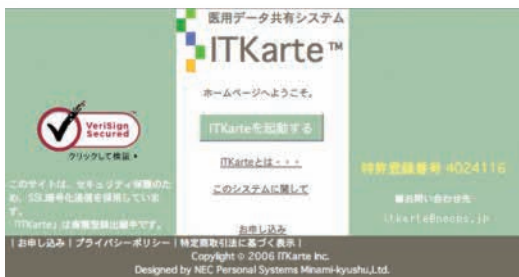 医用データ共有システム
ITKarte™
ホームページへようこそ。
ITKarteを起動する
VeriSign
Secured
クリックして検証 ▸
ITKarteとは・・・
特許登録番号 4024116
このサイトは、セキュリティ保護のた
め、SSL暗号化通信を採用していま
す。
「ITKarte」は商標登録出願中です。
このシステムに関して
■お問い合わせ先
itkarte@necps.jp
お申し込み
| お申し込み | プライバシーポリシー | 特定商取引法に基づく表示 |
Copyright © 2006 ITKarte Inc.
Designed by NEC Personal Systems Minami-kyushu,Ltd.